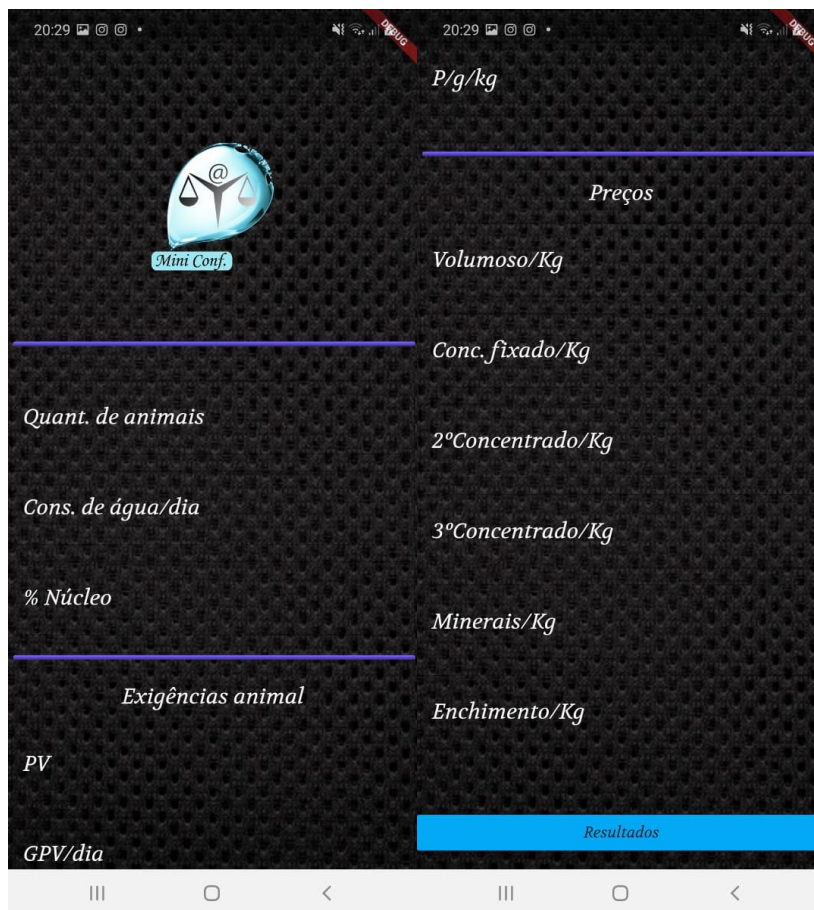 20:29
DEBUG
@
Mini Conf.
Quant. de animais
Cons. de água/dia
% Núcleo
Exigências animal
PV
GPV/dia
20:29
DEBUG
P/g/kg
Preços
Volumoso/Kg
Conc. fixado/Kg
2ºConcentrado/Kg
3ºConcentrado/Kg
Minerais/Kg
Enchimento/Kg
Resultados